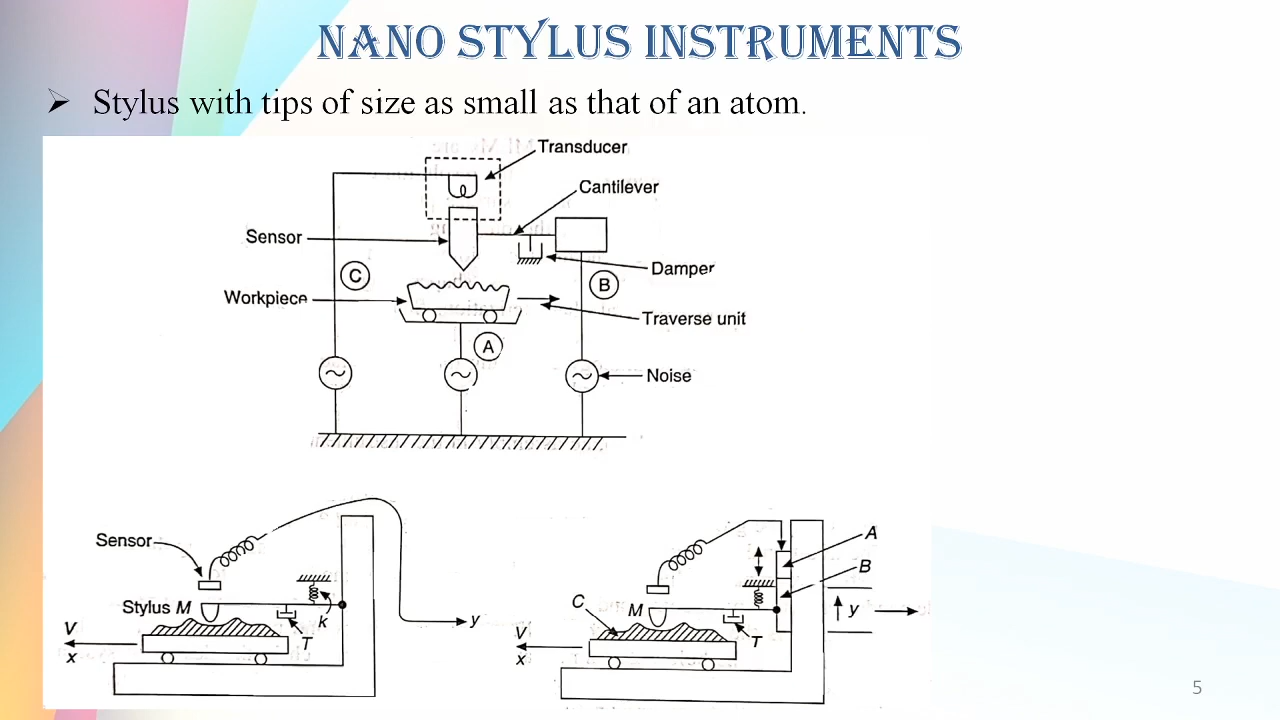 NANO STYLUS INSTRUMENTS
➢ Stylus with tips of size as small as that of an atom.
Transducer
Cantilever
Sensor
Damper
C
B
Workpiece
Traverse unit
A
Noise
Sensor
Stylus M
k
T
V
x
y
A
B
C
M
T
V
x
y
5